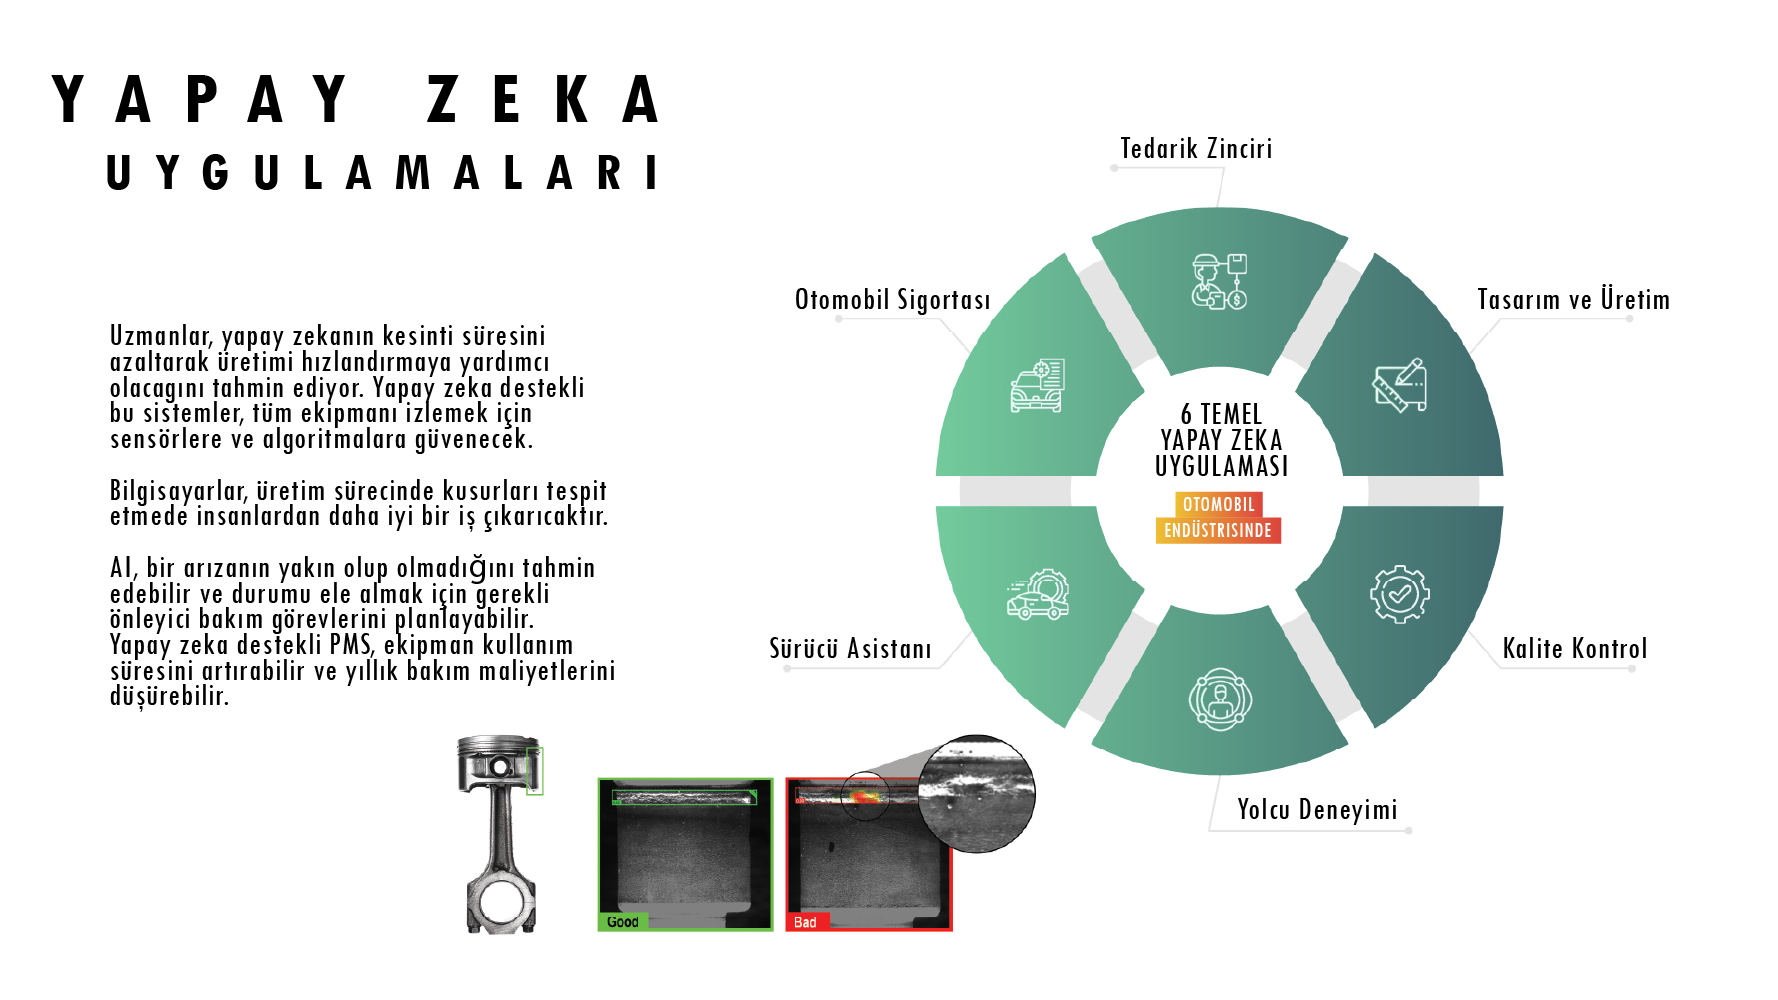 YAPAY ZEKA
UYGULAMALARI
Uzmanlar, yapay zekanın kesinti süresini
azaltarak üretimi hızlandırmaya yardımcı
olacagını tahmin ediyor. Yapay zeka destekli
bu sistemler, tüm ekipmanı izlemek için
sensörlere ve algoritmalara güvenecek.
Bilgisayarlar, üretim sürecinde kusurları tespit
etmede insanlardan daha iyi bir iş çıkarıcaktır.
AI, bir arızanın yakın olup olmadığını tahmin
edebilir ve durumu ele almak için gerekli
önleyici bakım görevlerini planlayabilir.
Yapay zeka destekli PMS, ekipman kullanım
süresini artırabilir ve yıllık bakım maliyetlerini
düşürebilir.
Good
Bad
Tedarik Zinciri
Otomobil Sigortası
Tasarım ve Üretim
6 TEMEL
YAPAY ZEKA
UYGULAMASI
OTOMOBIL
ENDÜSTRISINDE
Sürücü Asistanı
Kalite Kontrol
Yolcu Deneyimi